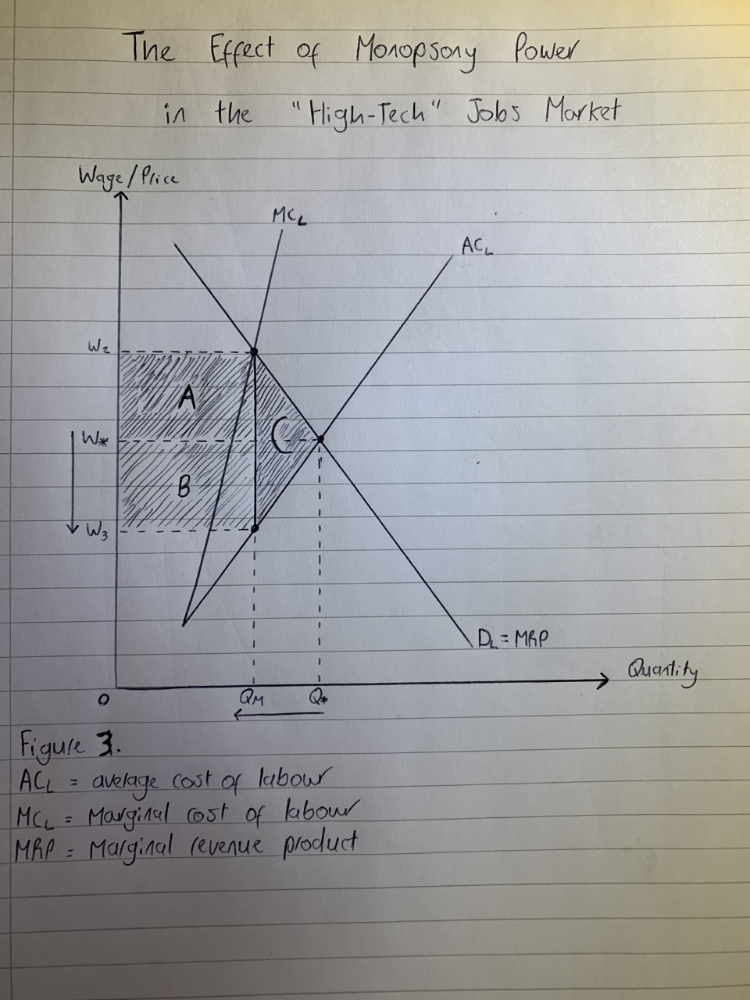 The Effect of Monopsony Power
in the "High-Tech" Jobs Market
Wage/Price
MCL
ACL
W2
A
W*
C
B
W3
DL = MRP
Quantity
O
QM
Q*
Figure 3.
ACL = average cost of labour
MCL = Marginal cost of labour
MRP = Marginal revenue product